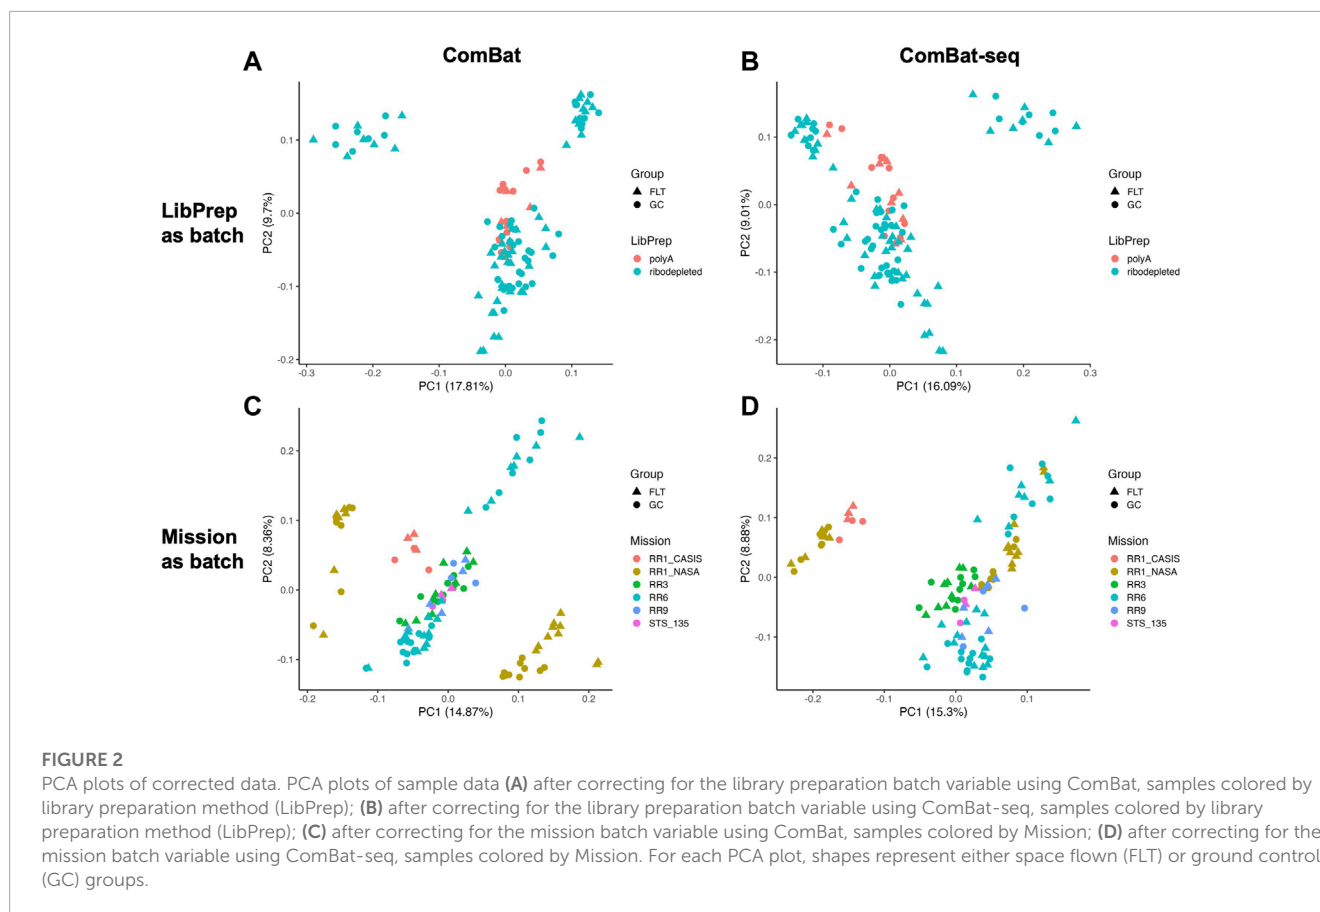 ComBat
ComBat-seq
A
B
LibPrep
as batch
PC2 (9.7%)
0.1
0.0
-0.1
-0.2
-0.3
-0.2
-0.1
0.0
0.1
PC1 (17.81%)
Group
FLT
GC
LibPrep
polyA
ribodepleted
PC2 (9.01%)
0.1
0.0
-0.1
-0.2
-0.1
0.0
0.1
0.2
0.3
PC1 (16.09%)
Group
FLT
GC
LibPrep
polyA
ribodepleted
C
D
Mission
as batch
PC2 (8.36%)
0.2
0.1
0.0
-0.1
-0.2
-0.1
0.0
0.1
0.2
PC1 (14.87%)
Group
FLT
GC
Mission
RR1_CASIS
RR1_NASA
RR3
RR6
RR9
STS_135
PC2 (8.88%)
0.2
0.1
0.0
-0.1
-0.2
-0.1
0.0
0.1
PC1 (15.3%)
Group
FLT
GC
Mission
RR1_CASIS
RR1_NASA
RR3
RR6
RR9
STS_135
FIGURE 2
PCA plots of corrected data. PCA plots of sample data (A) after correcting for the library preparation batch variable using ComBat, samples colored by
library preparation method (LibPrep); (B) after correcting for the library preparation batch variable using ComBat-seq, samples colored by library
preparation method (LibPrep); (C) after correcting for the mission batch variable using ComBat, samples colored by Mission; (D) after correcting for the
mission batch variable using ComBat-seq, samples colored by Mission. For each PCA plot, shapes represent either space flown (FLT) or ground control
(GC) groups.